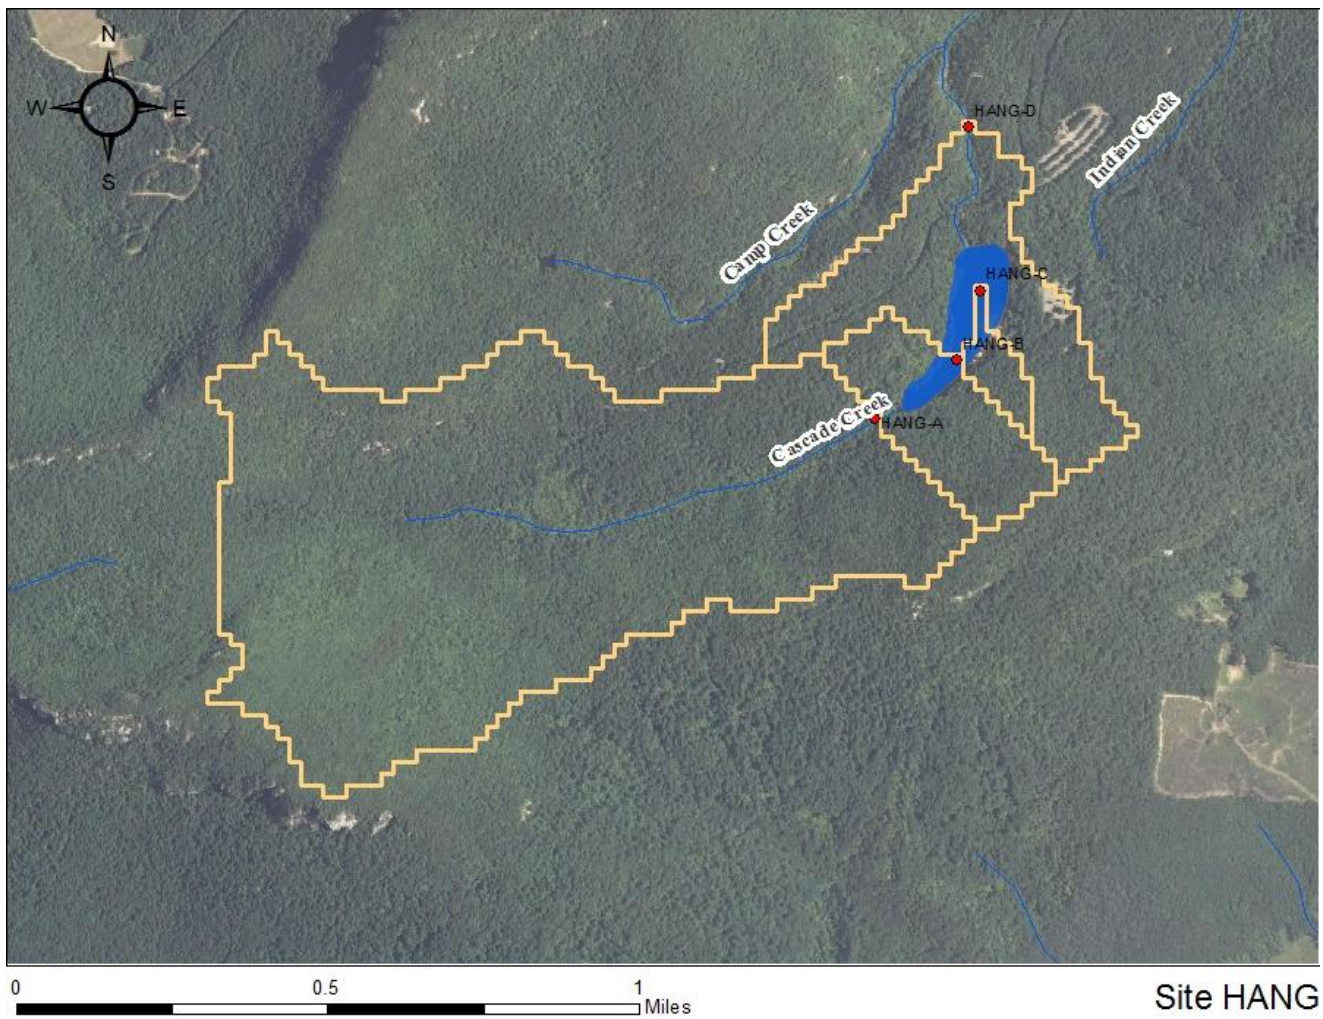 N
W E
S
HANG-D
Indian Creek
Camp Creek
HANG-C
HANG-B
Cascade Creek
HANG-A
0 0.5 1
Miles
Site HANG